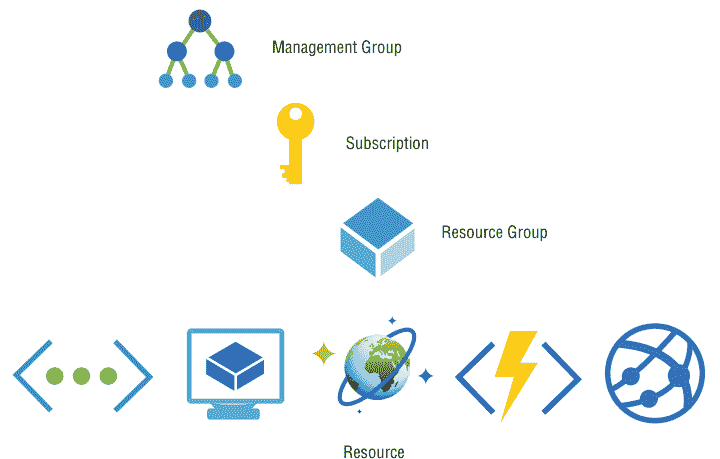 Management Group
Subscription
Resource Group
Resource